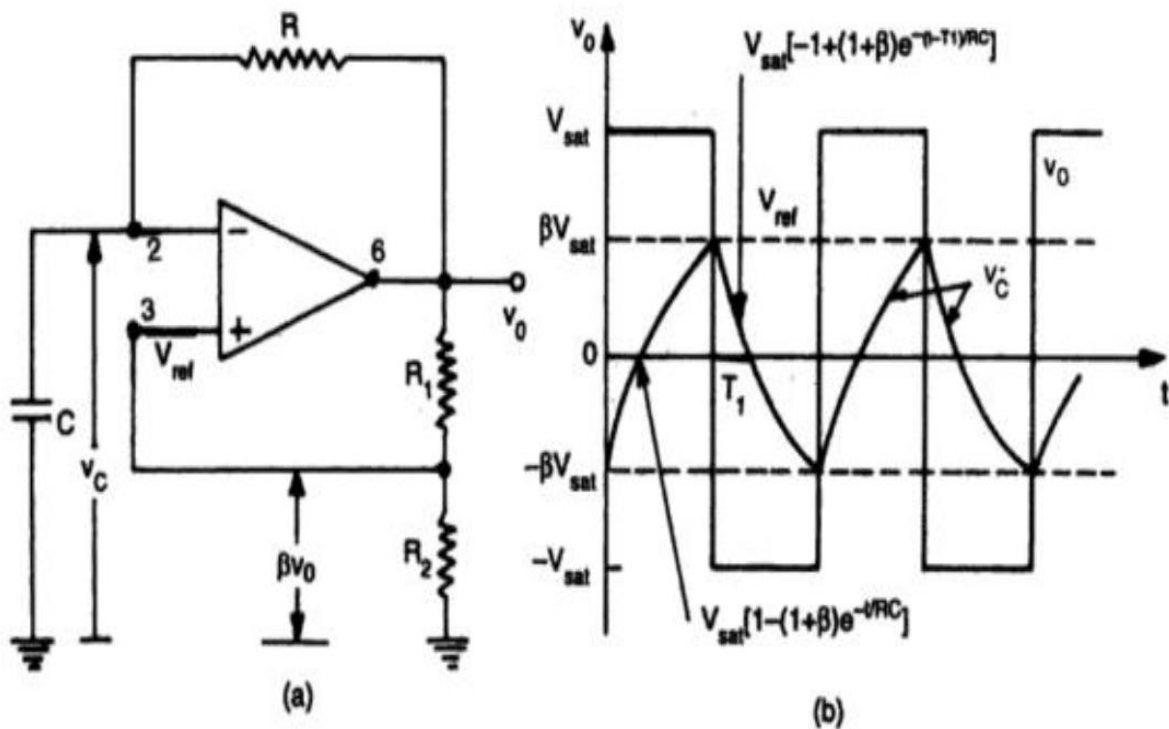 R
2
6
3
V_ref
C
v_C
R_1
R_2
βv_0
v_0
(a)
v_0
V_sat[-1+(1+β)e^-(t-T1)/RC]
V_sat
v_0
V_ref
βV_sat
v_C
0
T_1
t
-βV_sat
-V_sat
V_sat[1-(1+β)e^-t/RC]
(b)